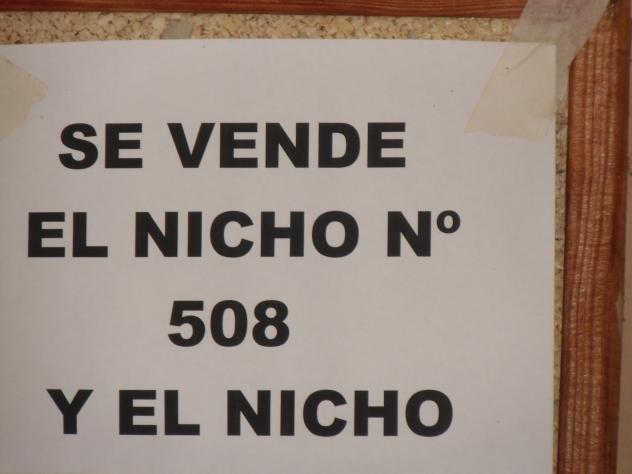 SE VENDE
EL NICHO Nº
508
Y EL NICHO